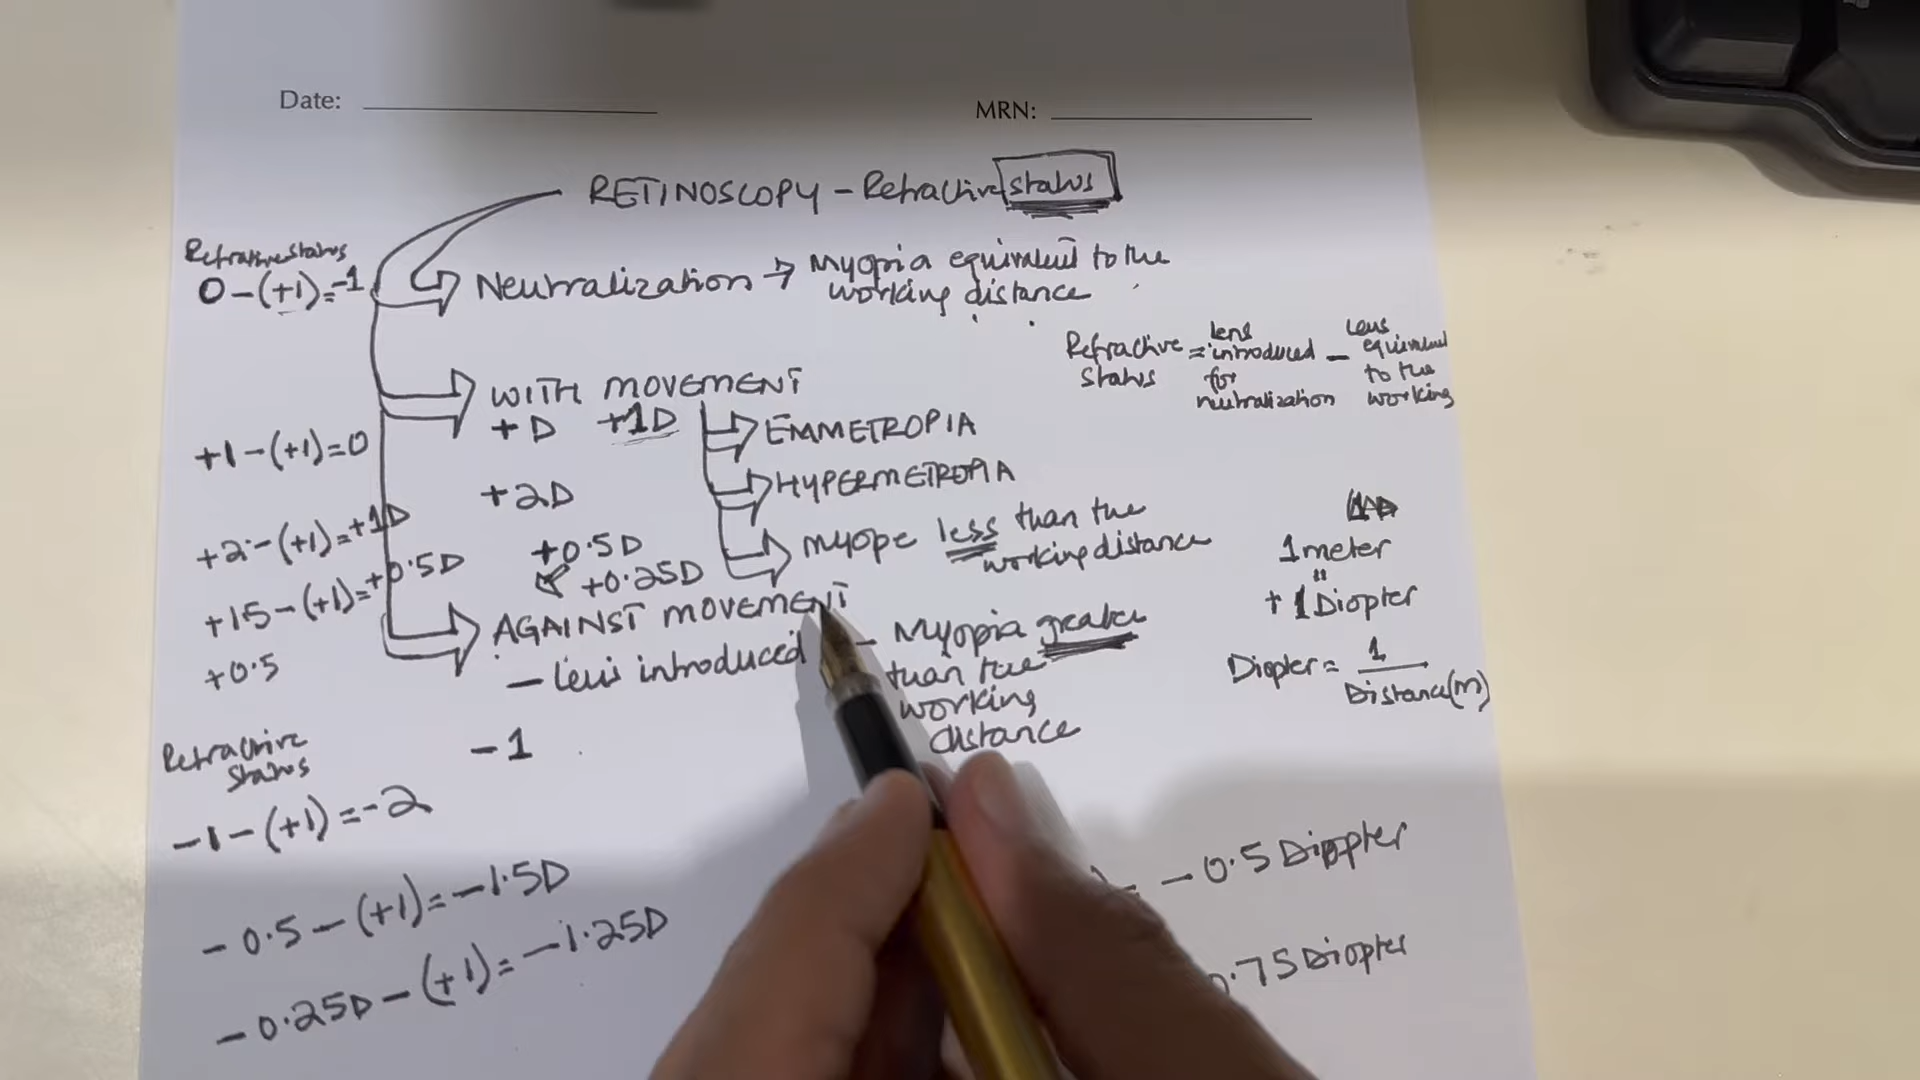 Date:
MRN:
RETINOSCOPY - Refractive status
Refractive status
0 - (+1) = -1
Neutralization → Myopia equivalent to the
working distance
Refractive status = lens introduced for neutralization - Lens equivalent to the working
WITH MOVEMENT
+D +1D
EMMETROPIA
+1 - (+1) = 0
HYPERMETROPIA
+2D
myope less than the
working distance
+2 - (+1) = +1D
+0.5D
+0.25D
1 meter
"
+1 Diopter
+1.5 - (+1) = +0.5D
AGAINST MOVEMENT
- lens introduced
- Myopia greater
than the
working
distance
+0.5
Diopter = 1
Distance(m)
Refractive
status
-1
-1 - (+1) = -2
-0.5 - (+1) = -1.5D
-0.25D - (+1) = -1.25D
-0.5 Diopter
0.75 Diopter